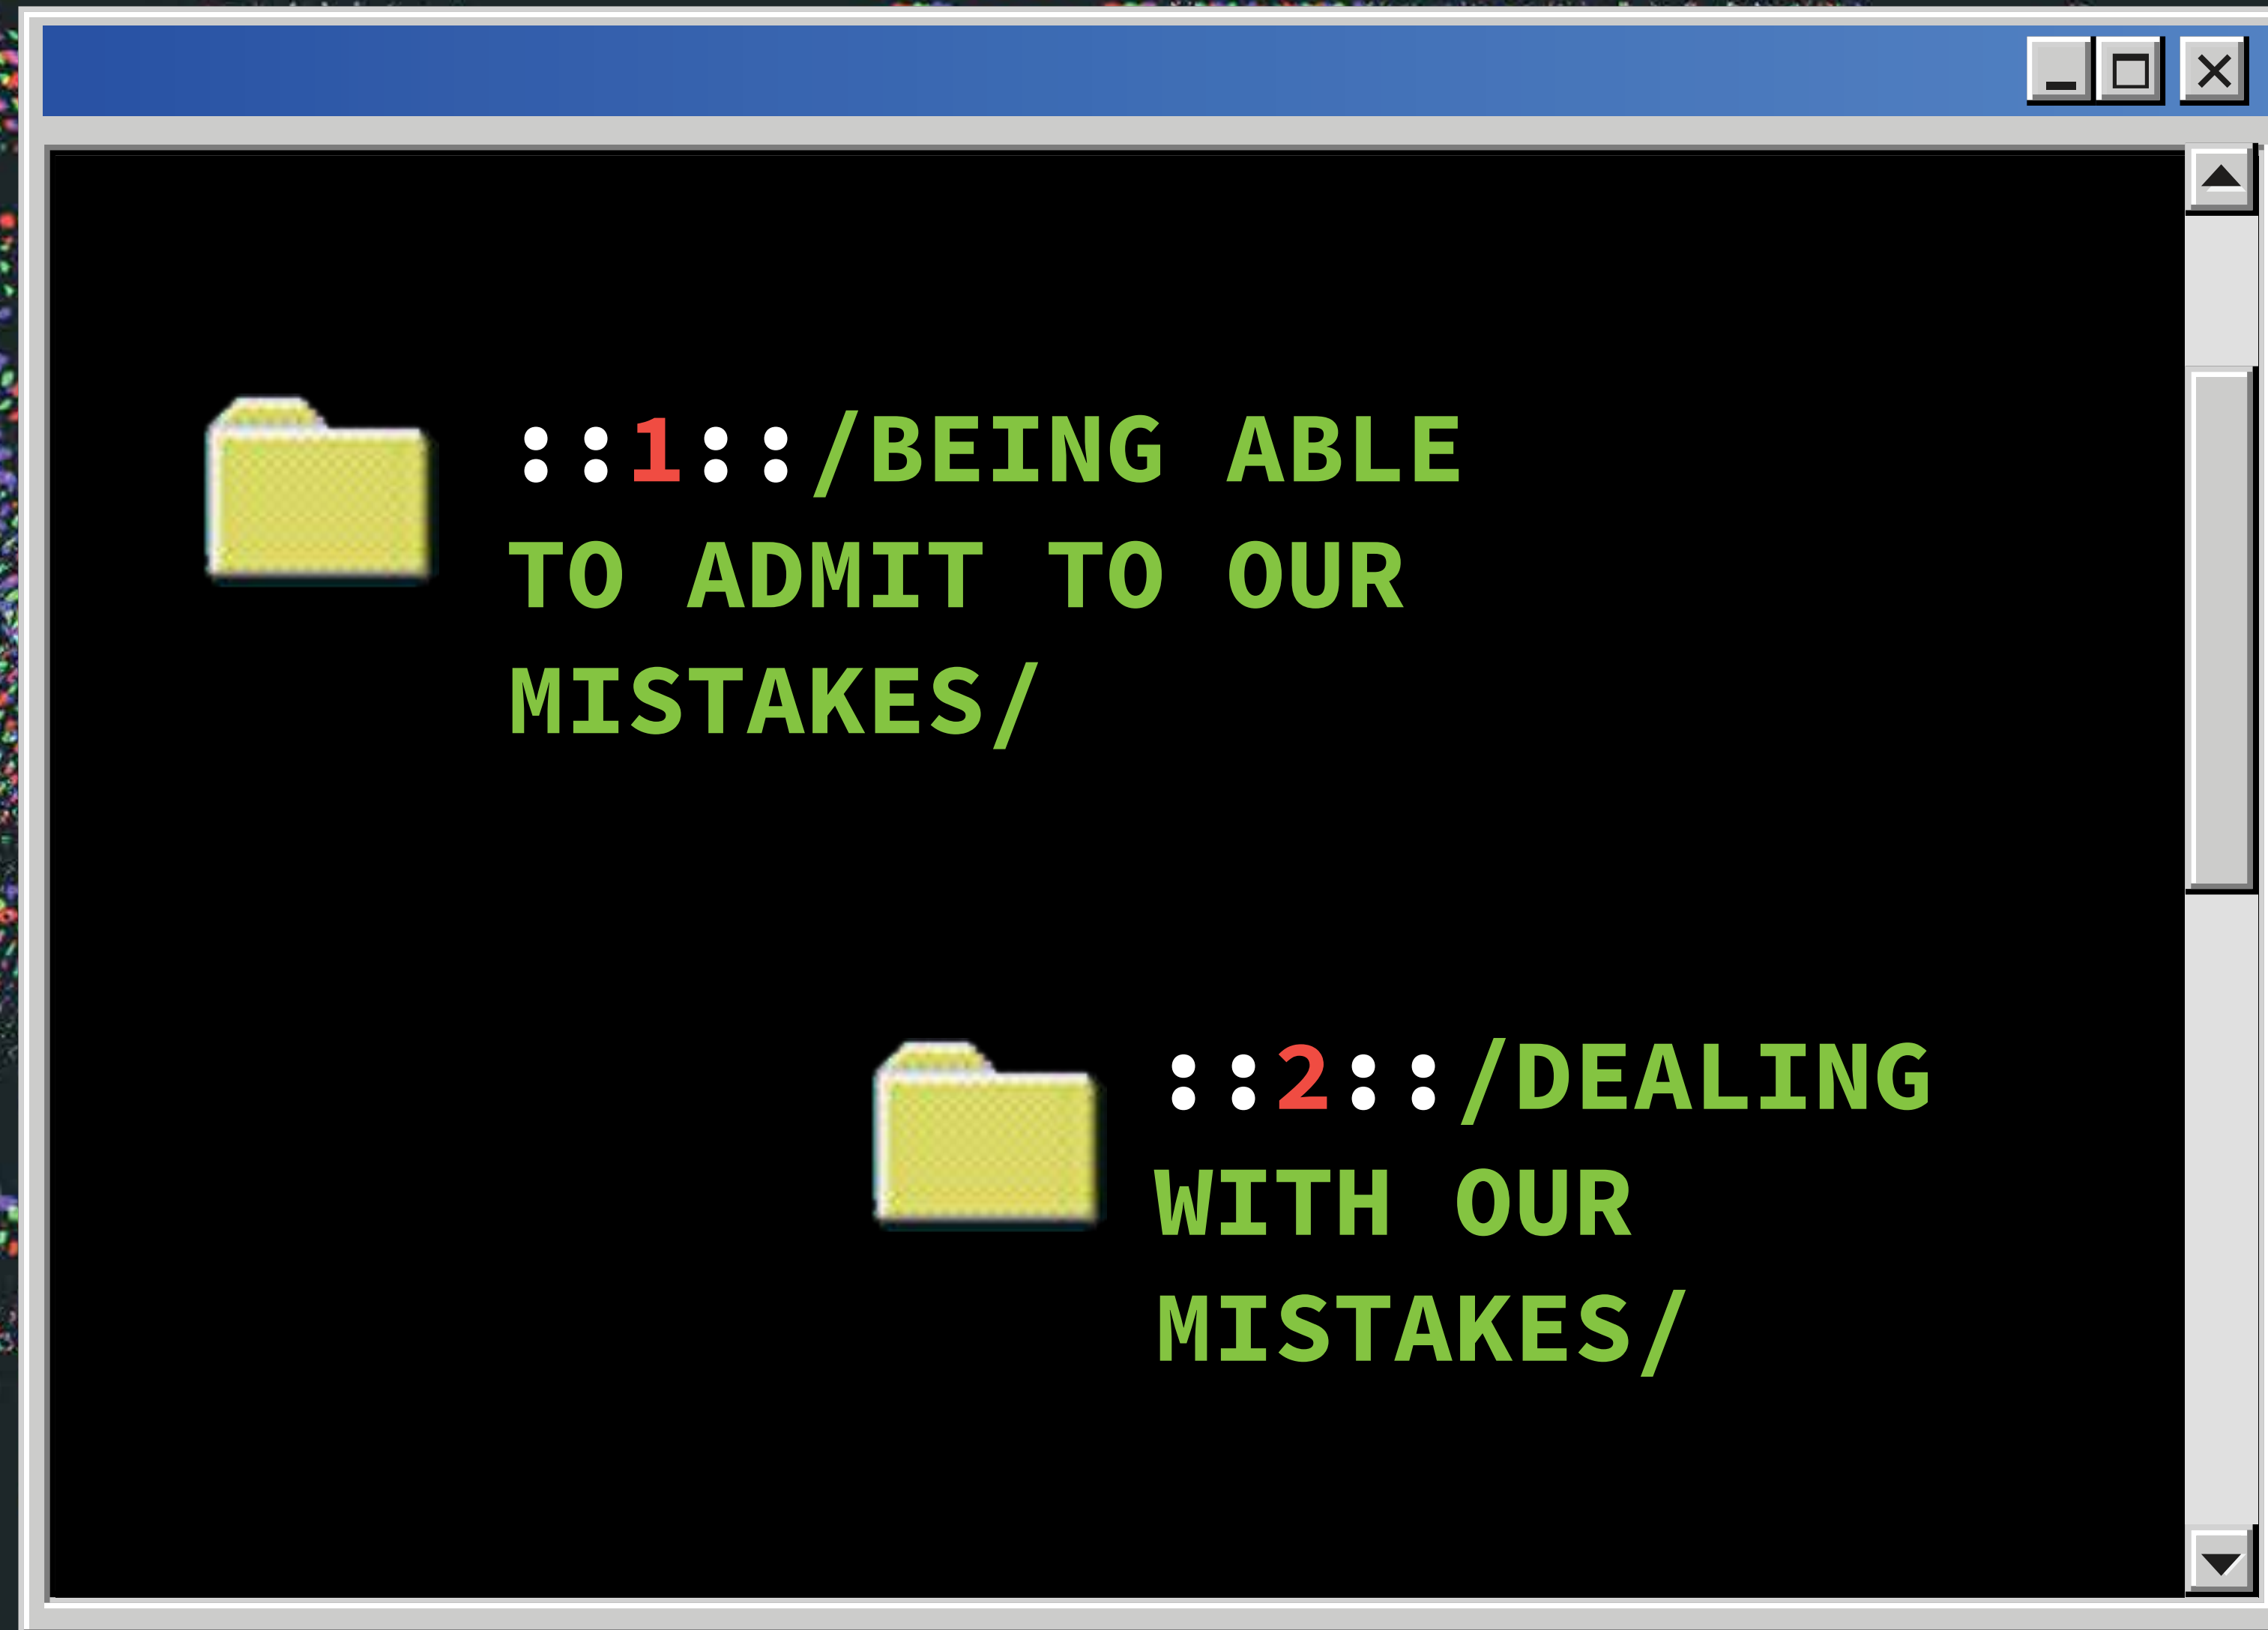 ::1::/BEING ABLE
TO ADMIT TO OUR
MISTAKES/
::2::/DEALING
WITH OUR
MISTAKES/